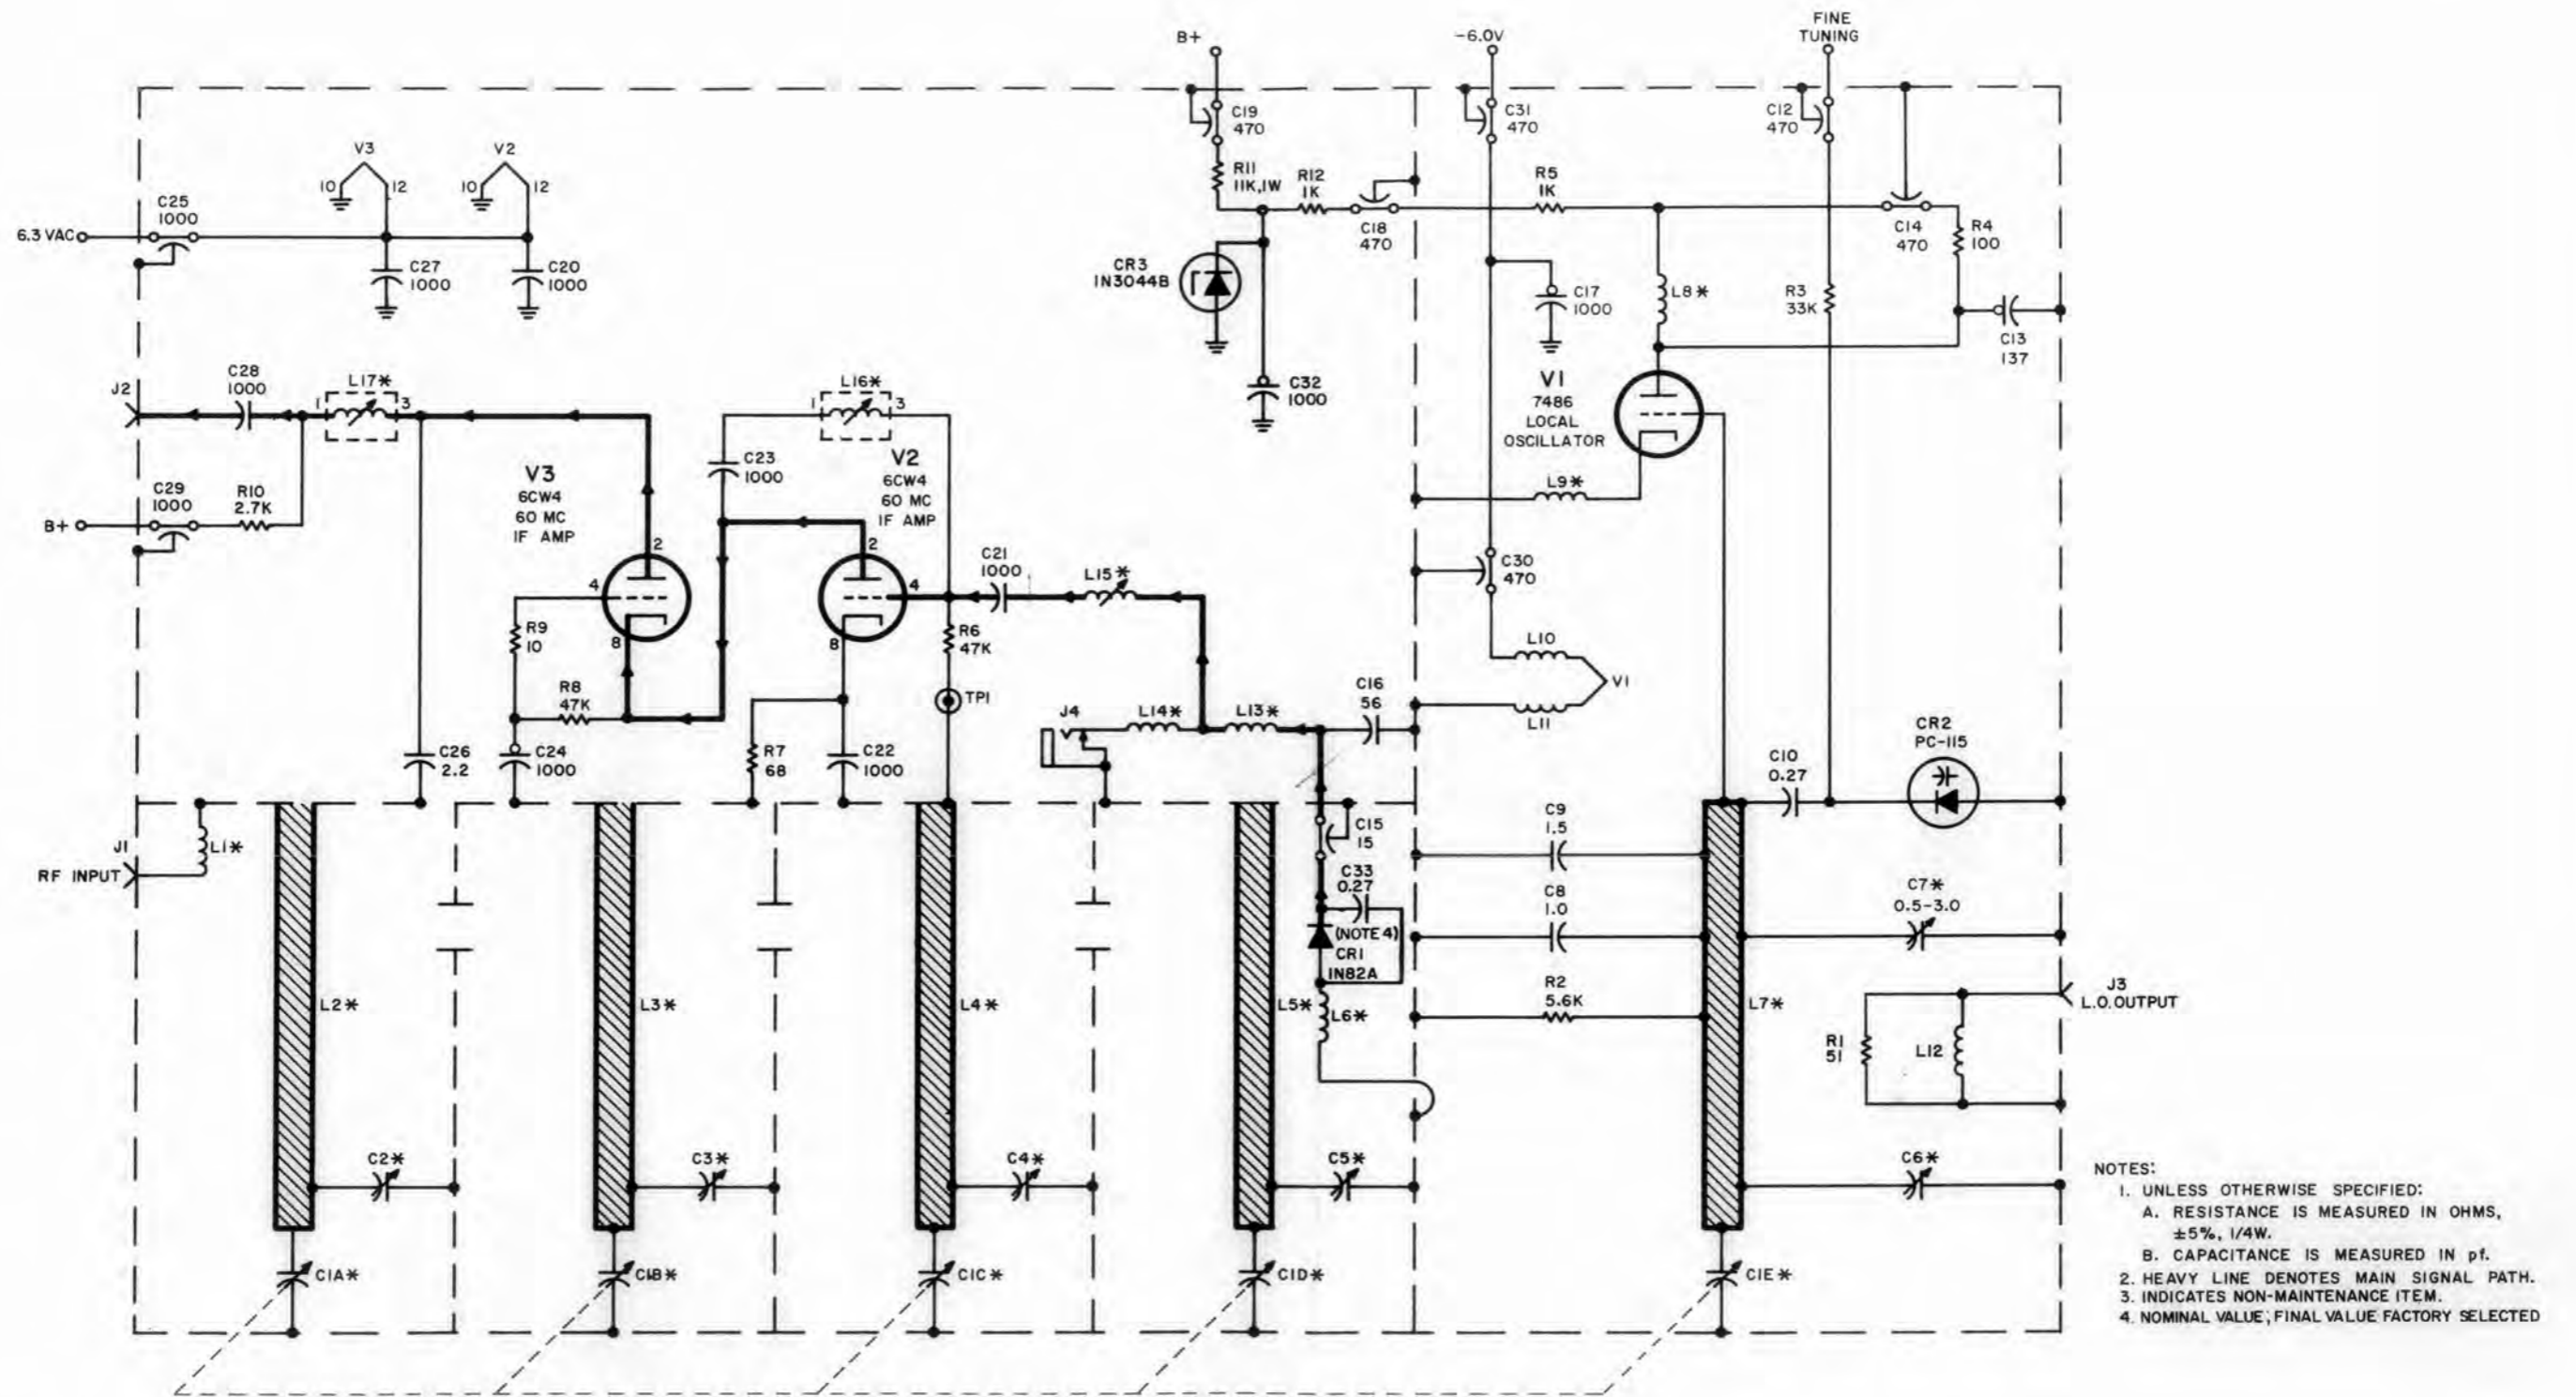 B+
-6.0V
FINE
TUNING
C19
470
C31
470
C12
470
V3
V2
10
12
10
12
R11
11K,1W
R12
1K
R5
1K
C25
1000
6.3 VAC
C18
470
C14
470
R4
100
C27
1000
C20
1000
CR3
1N3044B
C17
1000
L8*
R3
33K
C13
137
J2
C28
1000
L17*
1
3
L16*
1
3
C32
1000
V1
7486
LOCAL
OSCILLATOR
C23
1000
V3
6CW4
60 MC
IF AMP
V2
6CW4
60 MC
IF AMP
B+
C29
1000
R10
2.7K
L9*
2
4
8
2
4
8
C21
1000
L15*
C30
470
R9
10
R6
47K
L10
V1
L11
R8
47K
TP1
J4
L14*
L13*
C16
56
C26
2.2
C24
1000
R7
68
C22
1000
CR2
PC-115
C10
0.27
J1
RF INPUT
L1*
C15
15
C9
1.5
C33
0.27
C8
1.0
C7*
0.5-3.0
(NOTE 4)
CR1
1N82A
L2*
L3*
L4*
L5*
L6*
R2
5.6K
L7*
J3
L.O.OUTPUT
R1
51
L12
C2*
C3*
C4*
C5*
C6*
C1A*
C1B*
C1C*
C1D*
C1E*
NOTES:
1. UNLESS OTHERWISE SPECIFIED:
A. RESISTANCE IS MEASURED IN OHMS,
±5%, 1/4W.
B. CAPACITANCE IS MEASURED IN pf.
2. HEAVY LINE DENOTES MAIN SIGNAL PATH.
3. INDICATES NON-MAINTENANCE ITEM.
4. NOMINAL VALUE; FINAL VALUE FACTORY SELECTED